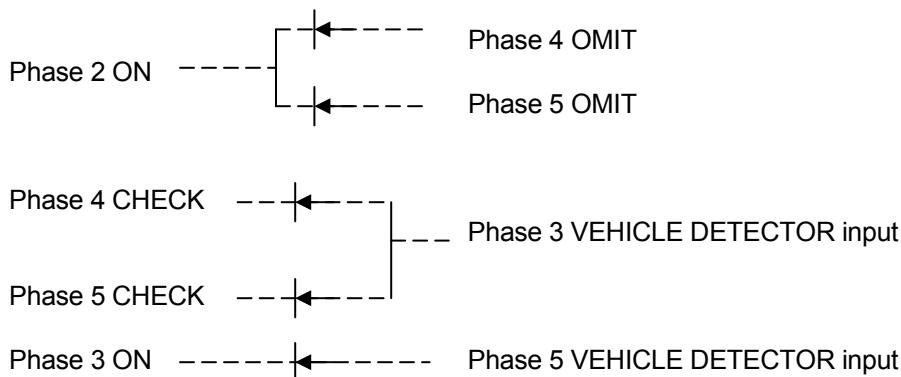 Phase 4 OMIT
Phase 2 ON
Phase 5 OMIT
Phase 4 CHECK
Phase 3 VEHICLE DETECTOR input
Phase 5 CHECK
Phase 3 ON
Phase 5 VEHICLE DETECTOR input